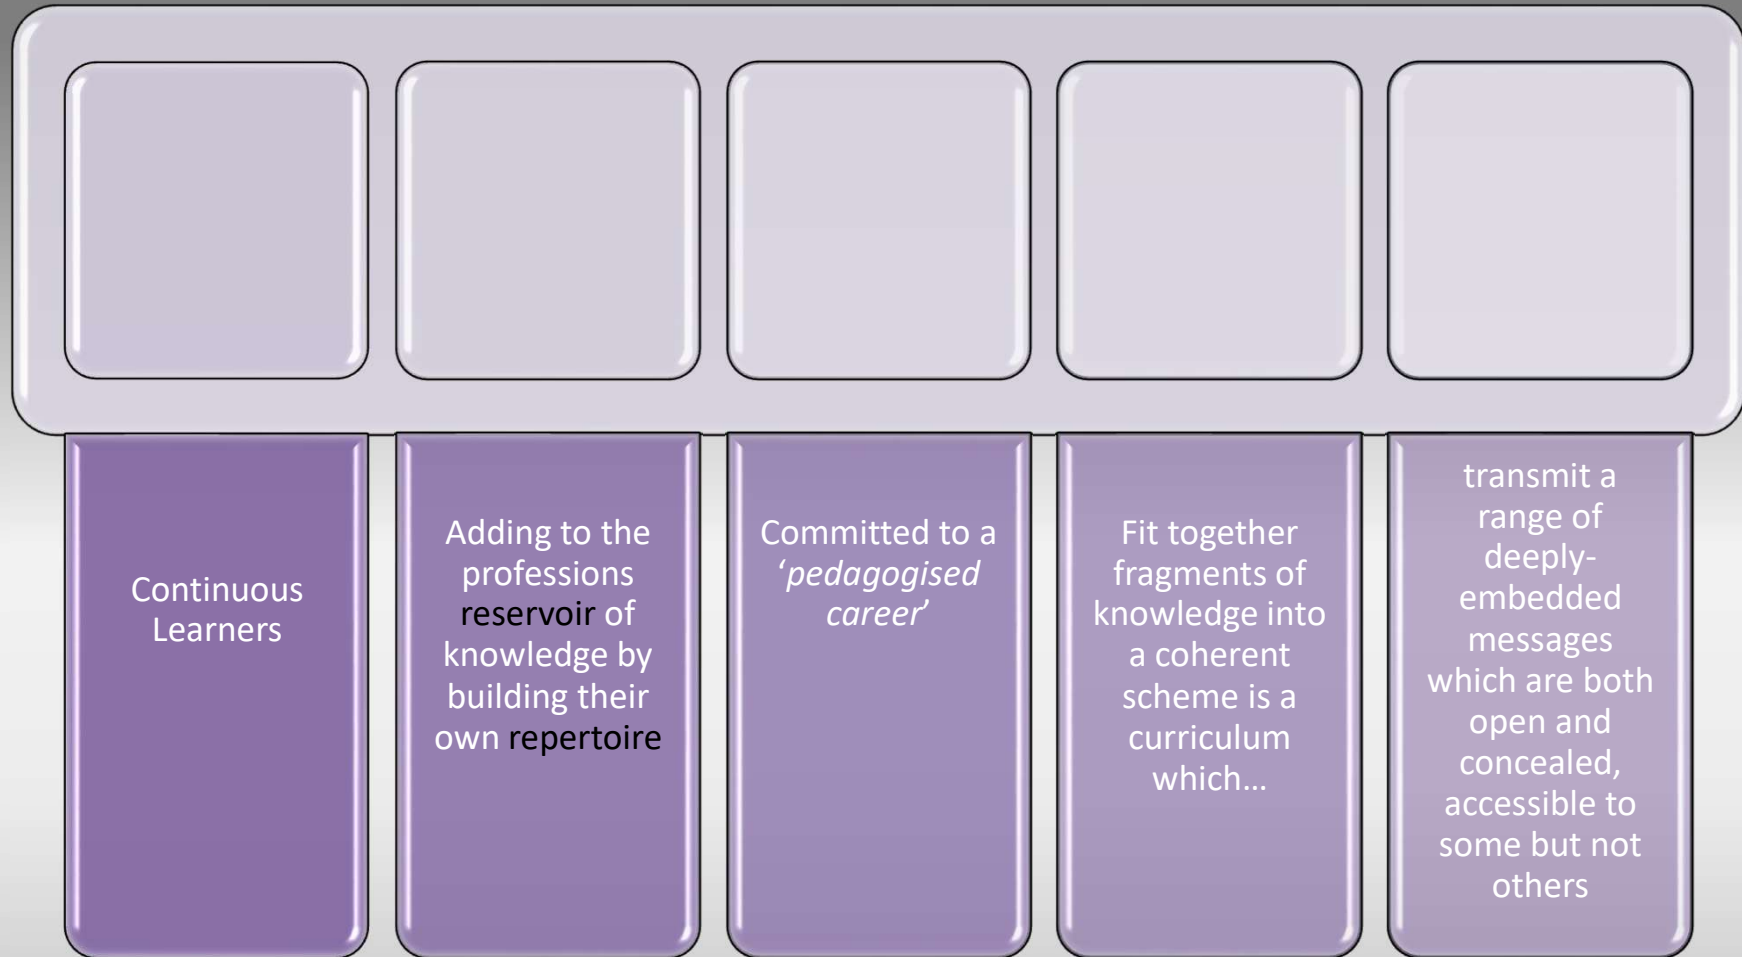 Continuous
Learners
Adding to the
professions
reservoir of
knowledge by
building their
own repertoire
Committed to a
‘pedagogised
career’
Fit together
fragments of
knowledge into
a coherent
scheme is a
curriculum
which...
transmit a
range of
deeply-
embedded
messages
which are both
open and
concealed,
accessible to
some but not
others